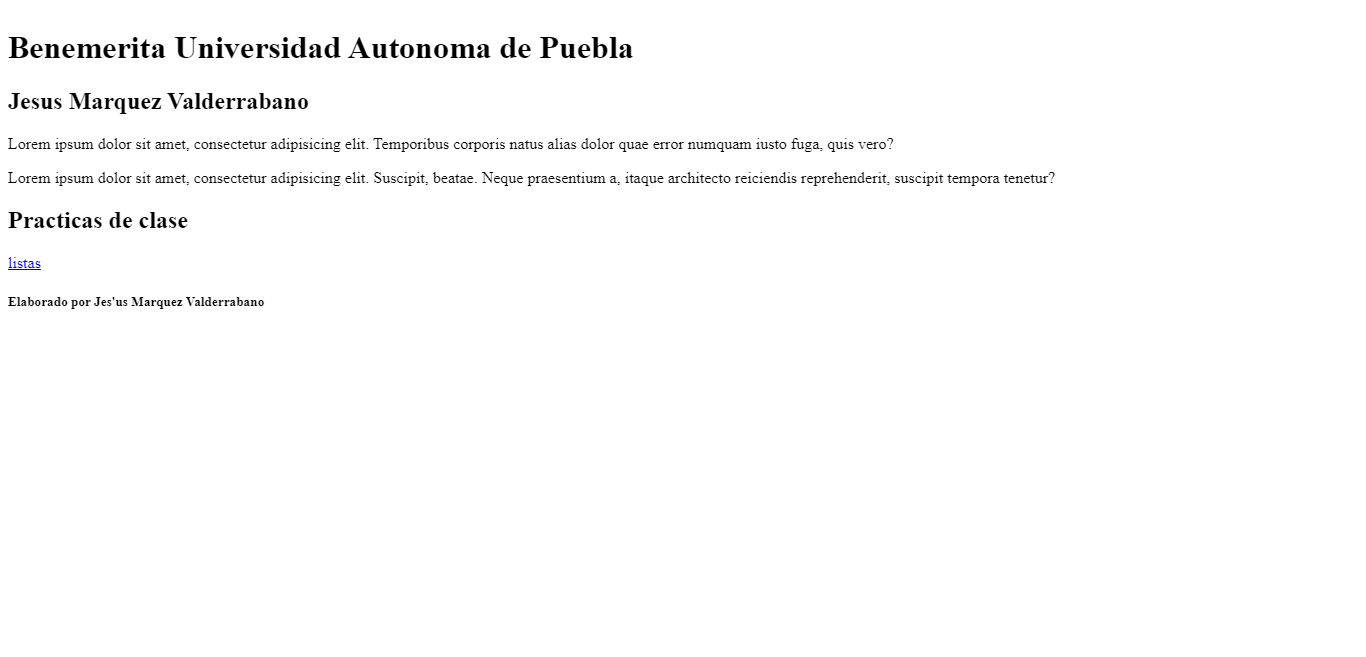 Benemerita Universidad Autonoma de Puebla
Jesus Marquez Valderrabano
Lorem ipsum dolor sit amet, consectetur adipisicing elit. Temporibus corporis natus alias dolor quae error numquam iusto fuga, quis vero?
Lorem ipsum dolor sit amet, consectetur adipisicing elit. Suscipit, beatae. Neque praesentium a, itaque architecto reiciendis reprehenderit, suscipit tempora tenetur?
Practicas de clase
listas
Elaborado por Jes'us Marquez Valderrabano